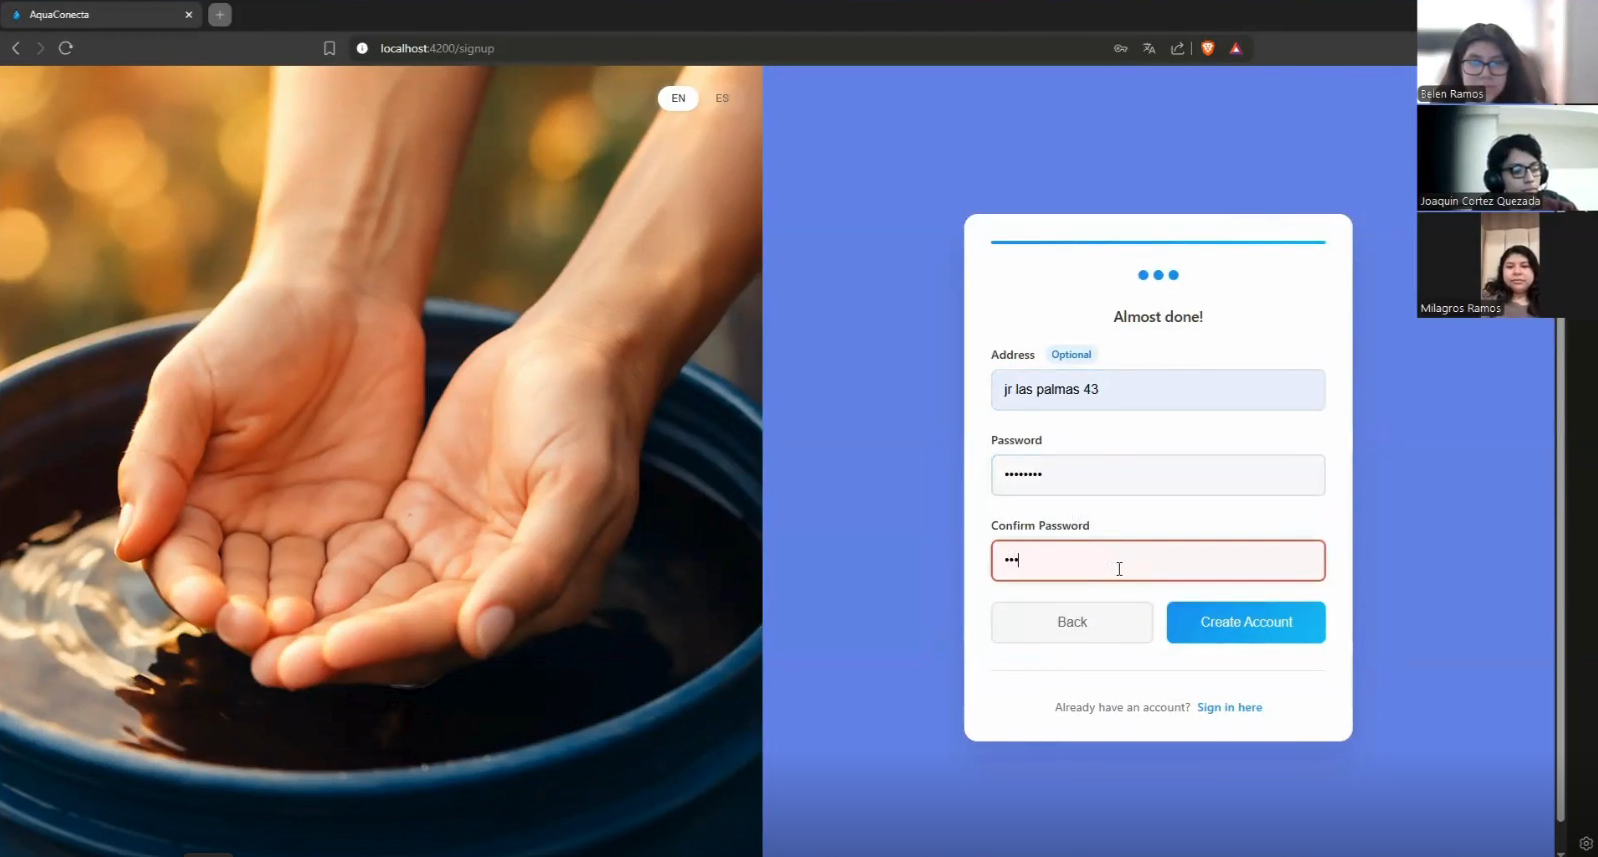 AquaConecta
localhost:4200/signup
EN
ES
Belen Ramos
Joaquin Cortez Quezada
Milagros Ramos
Almost done!
Address Optional
jr las palmas 43
Password
••••••••
Confirm Password
•••
Back
Create Account
Already have an account? Sign in here